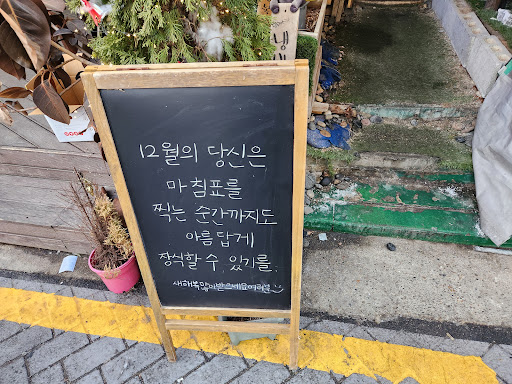 12월의 당신은
마침표를
찍는 순간까지도
아름답게
장식할 수 있기를.
새해복많이받으세요여러분